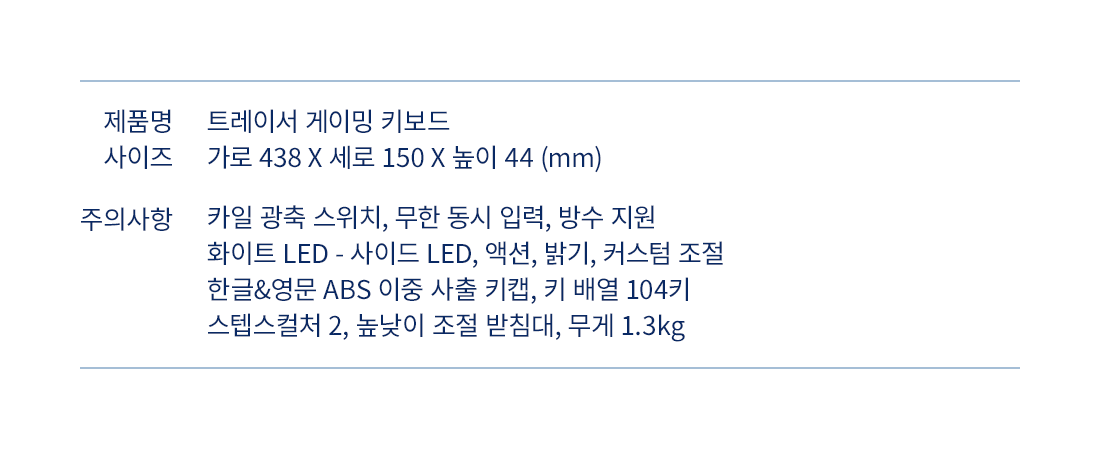 제품명 트레이서 게이밍 키보드
사이즈 가로 438 X 세로 150 X 높이 44 (mm)
주의사항 카일 광축 스위치, 무한 동시 입력, 방수 지원
화이트 LED - 사이드 LED, 액션, 밝기, 커스텀 조절
한글&영문 ABS 이중 사출 키캡, 키 배열 104키
스텝스컬처 2, 높낮이 조절 받침대, 무게 1.3kg